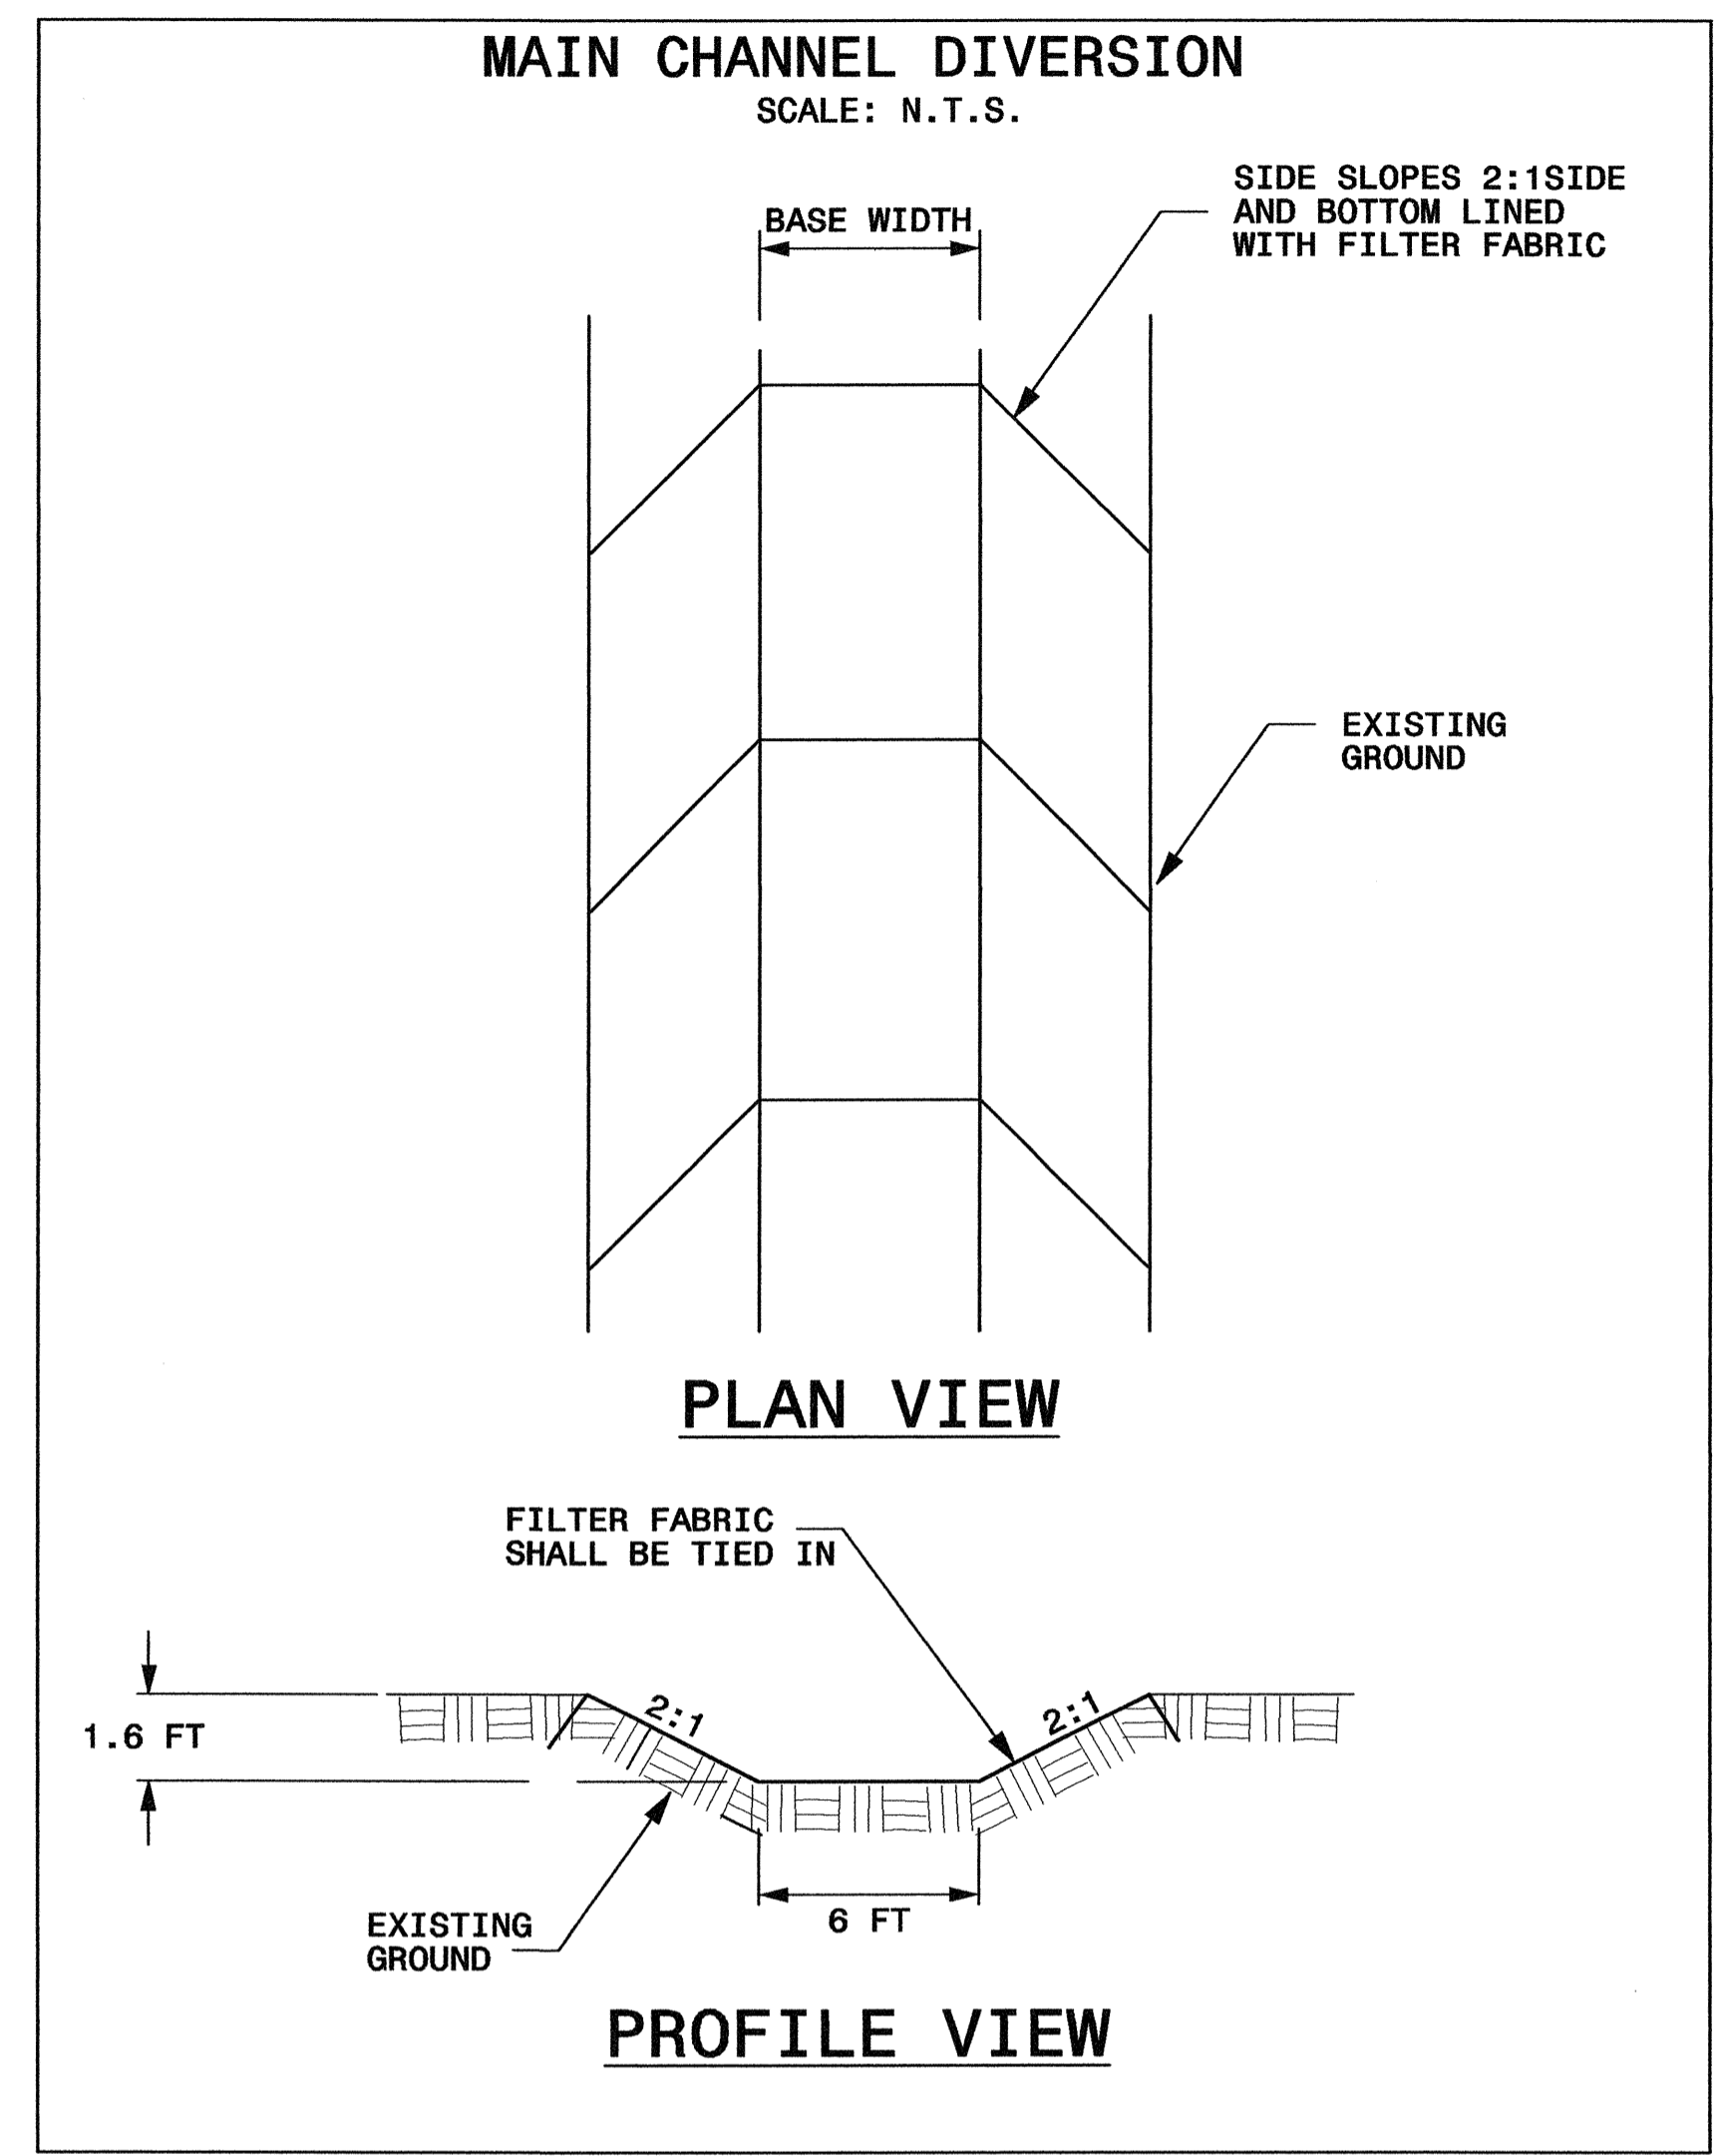 MAIN CHANNEL DIVERSION
SCALE: N.T.S.
SIDE SLOPES 2:1SIDE
AND BOTTOM LINED
WITH FILTER FABRIC
BASE WIDTH
EXISTING
GROUND
PLAN VIEW
FILTER FABRIC
SHALL BE TIED IN
2:1
2:1
1.6 FT
6 FT
EXISTING
GROUND
PROFILE VIEW